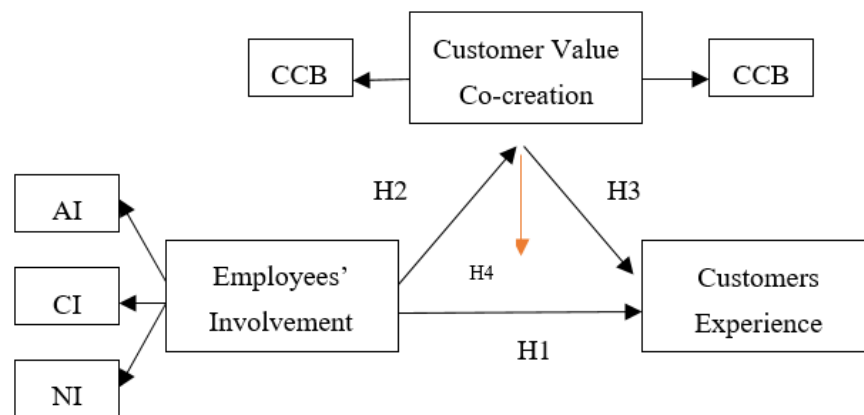 Customer Value
Co-creation
CCB
CCB
H2
H3
AI
H4
CI
Employees'
Involvement
Customers
Experience
H1
NI